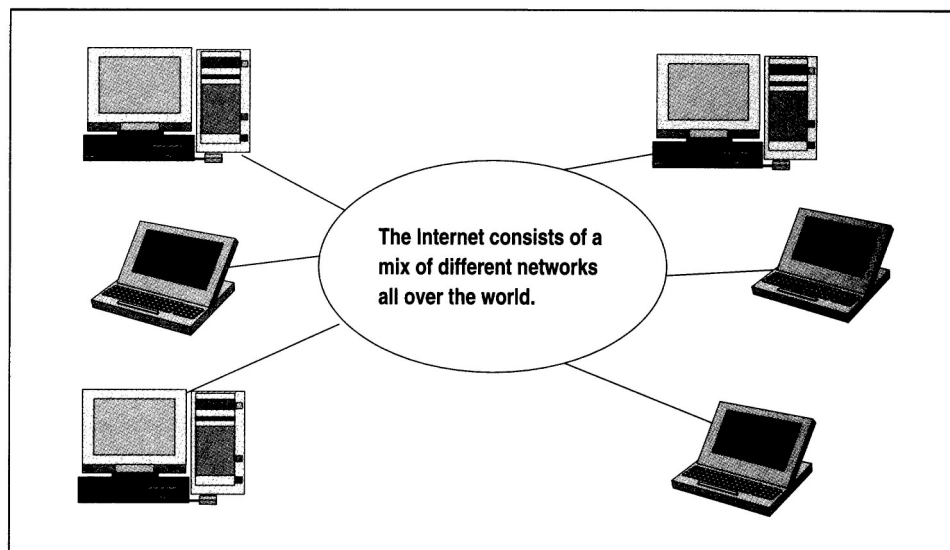 The Internet consists of a
mix of different networks
all over the world.